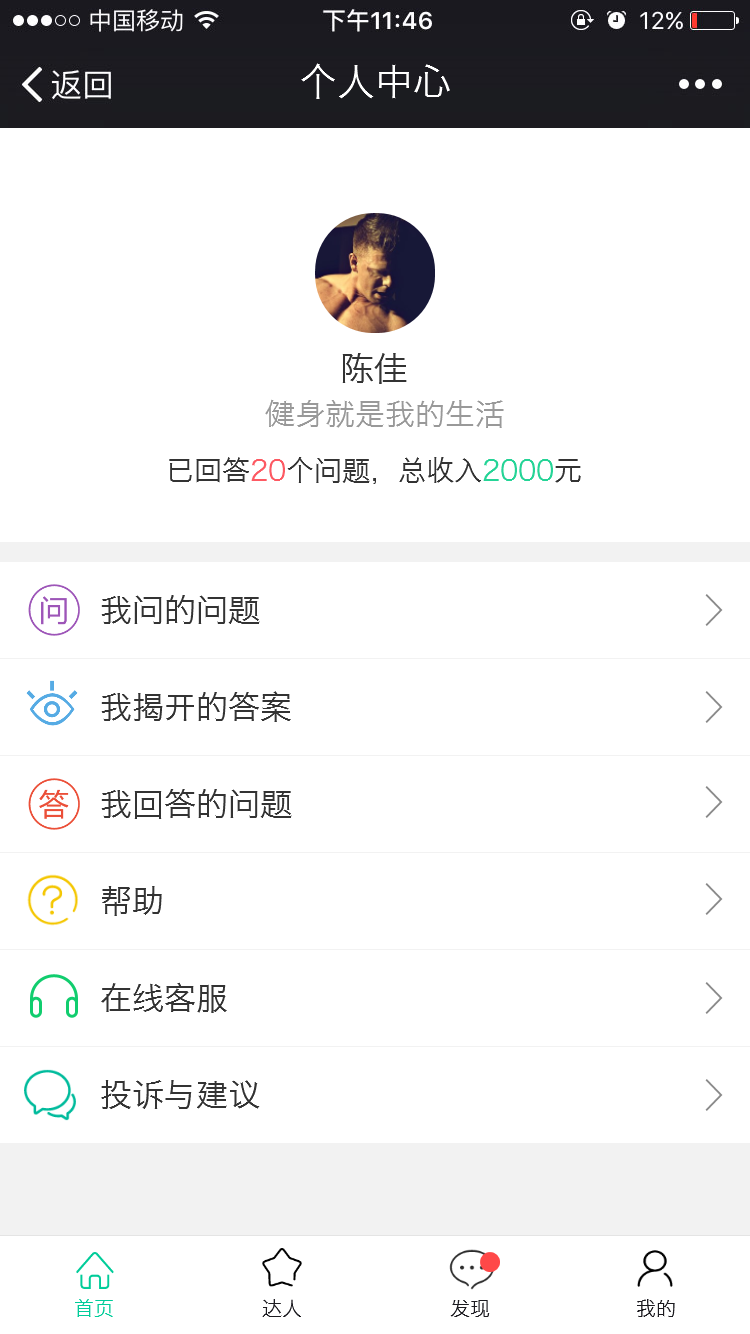 中国移动 下午11:46 12%
返回 个人中心
陈佳
健身就是我的生活
已回答20个问题，总收入2000元
问 我问的问题
我揭开的答案
答 我回答的问题
? 帮助
在线客服
投诉与建议
首页 达人 发现 我的